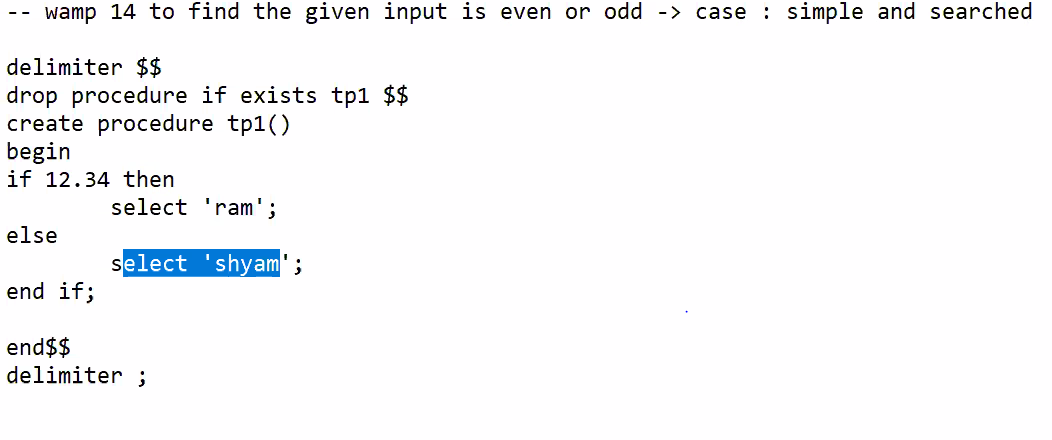 -- wamp 14 to find the given input is even or odd -> case : simple and searched
delimiter $$
drop procedure if exists tp1 $$
create procedure tp1()
begin
if 12.34 then
select 'ram';
else
select 'shyam';
end if;
end$$
delimiter ;